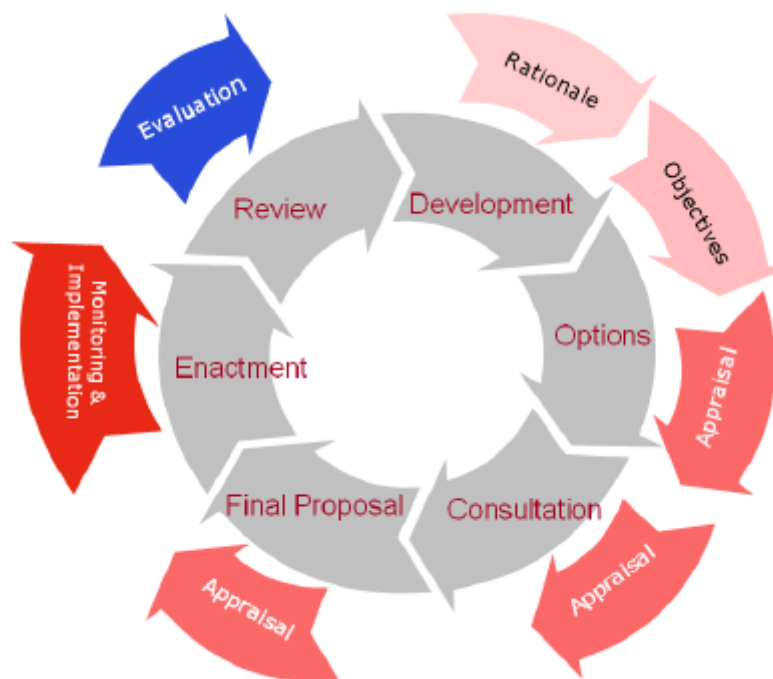 Evaluation
Rationale
Objectives
Review
Development
Monitoring &
Implementation
Enactment
Options
Appraisal
Final Proposal
Consultation
Appraisal
Appraisal